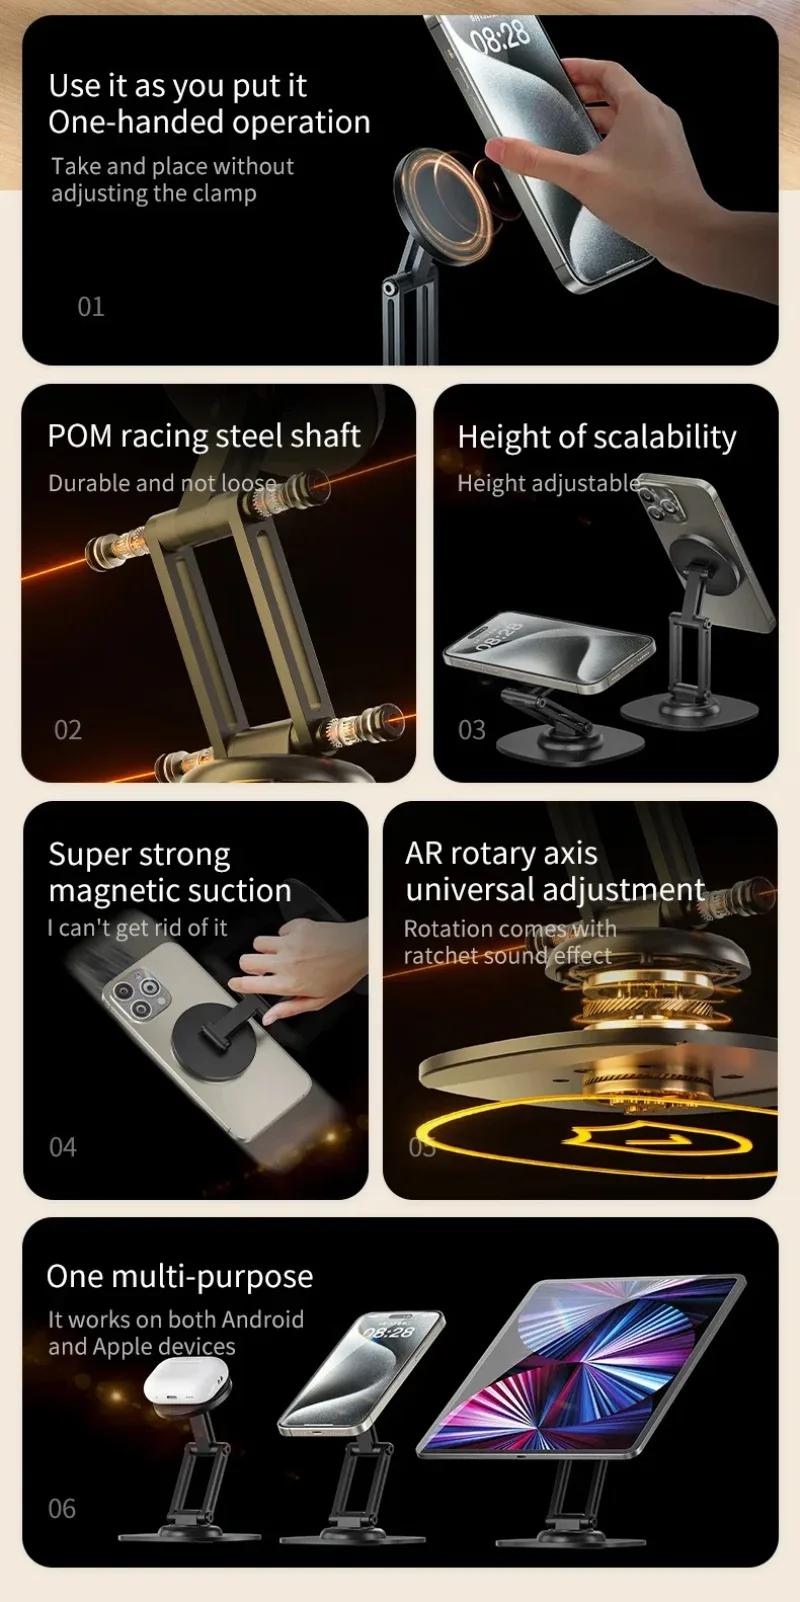 08:28
Use it as you put it
One-handed operation
Take and place without
adjusting the clamp
01
POM racing steel shaft
Durable and not loose
02
Height of scalability
Height adjustable
08:28
03
Super strong
magnetic suction
I can't get rid of it
04
AR rotary axis
universal adjustment
Rotation comes with
ratchet sound effect
05
One multi-purpose
It works on both Android
and Apple devices
08:28
06